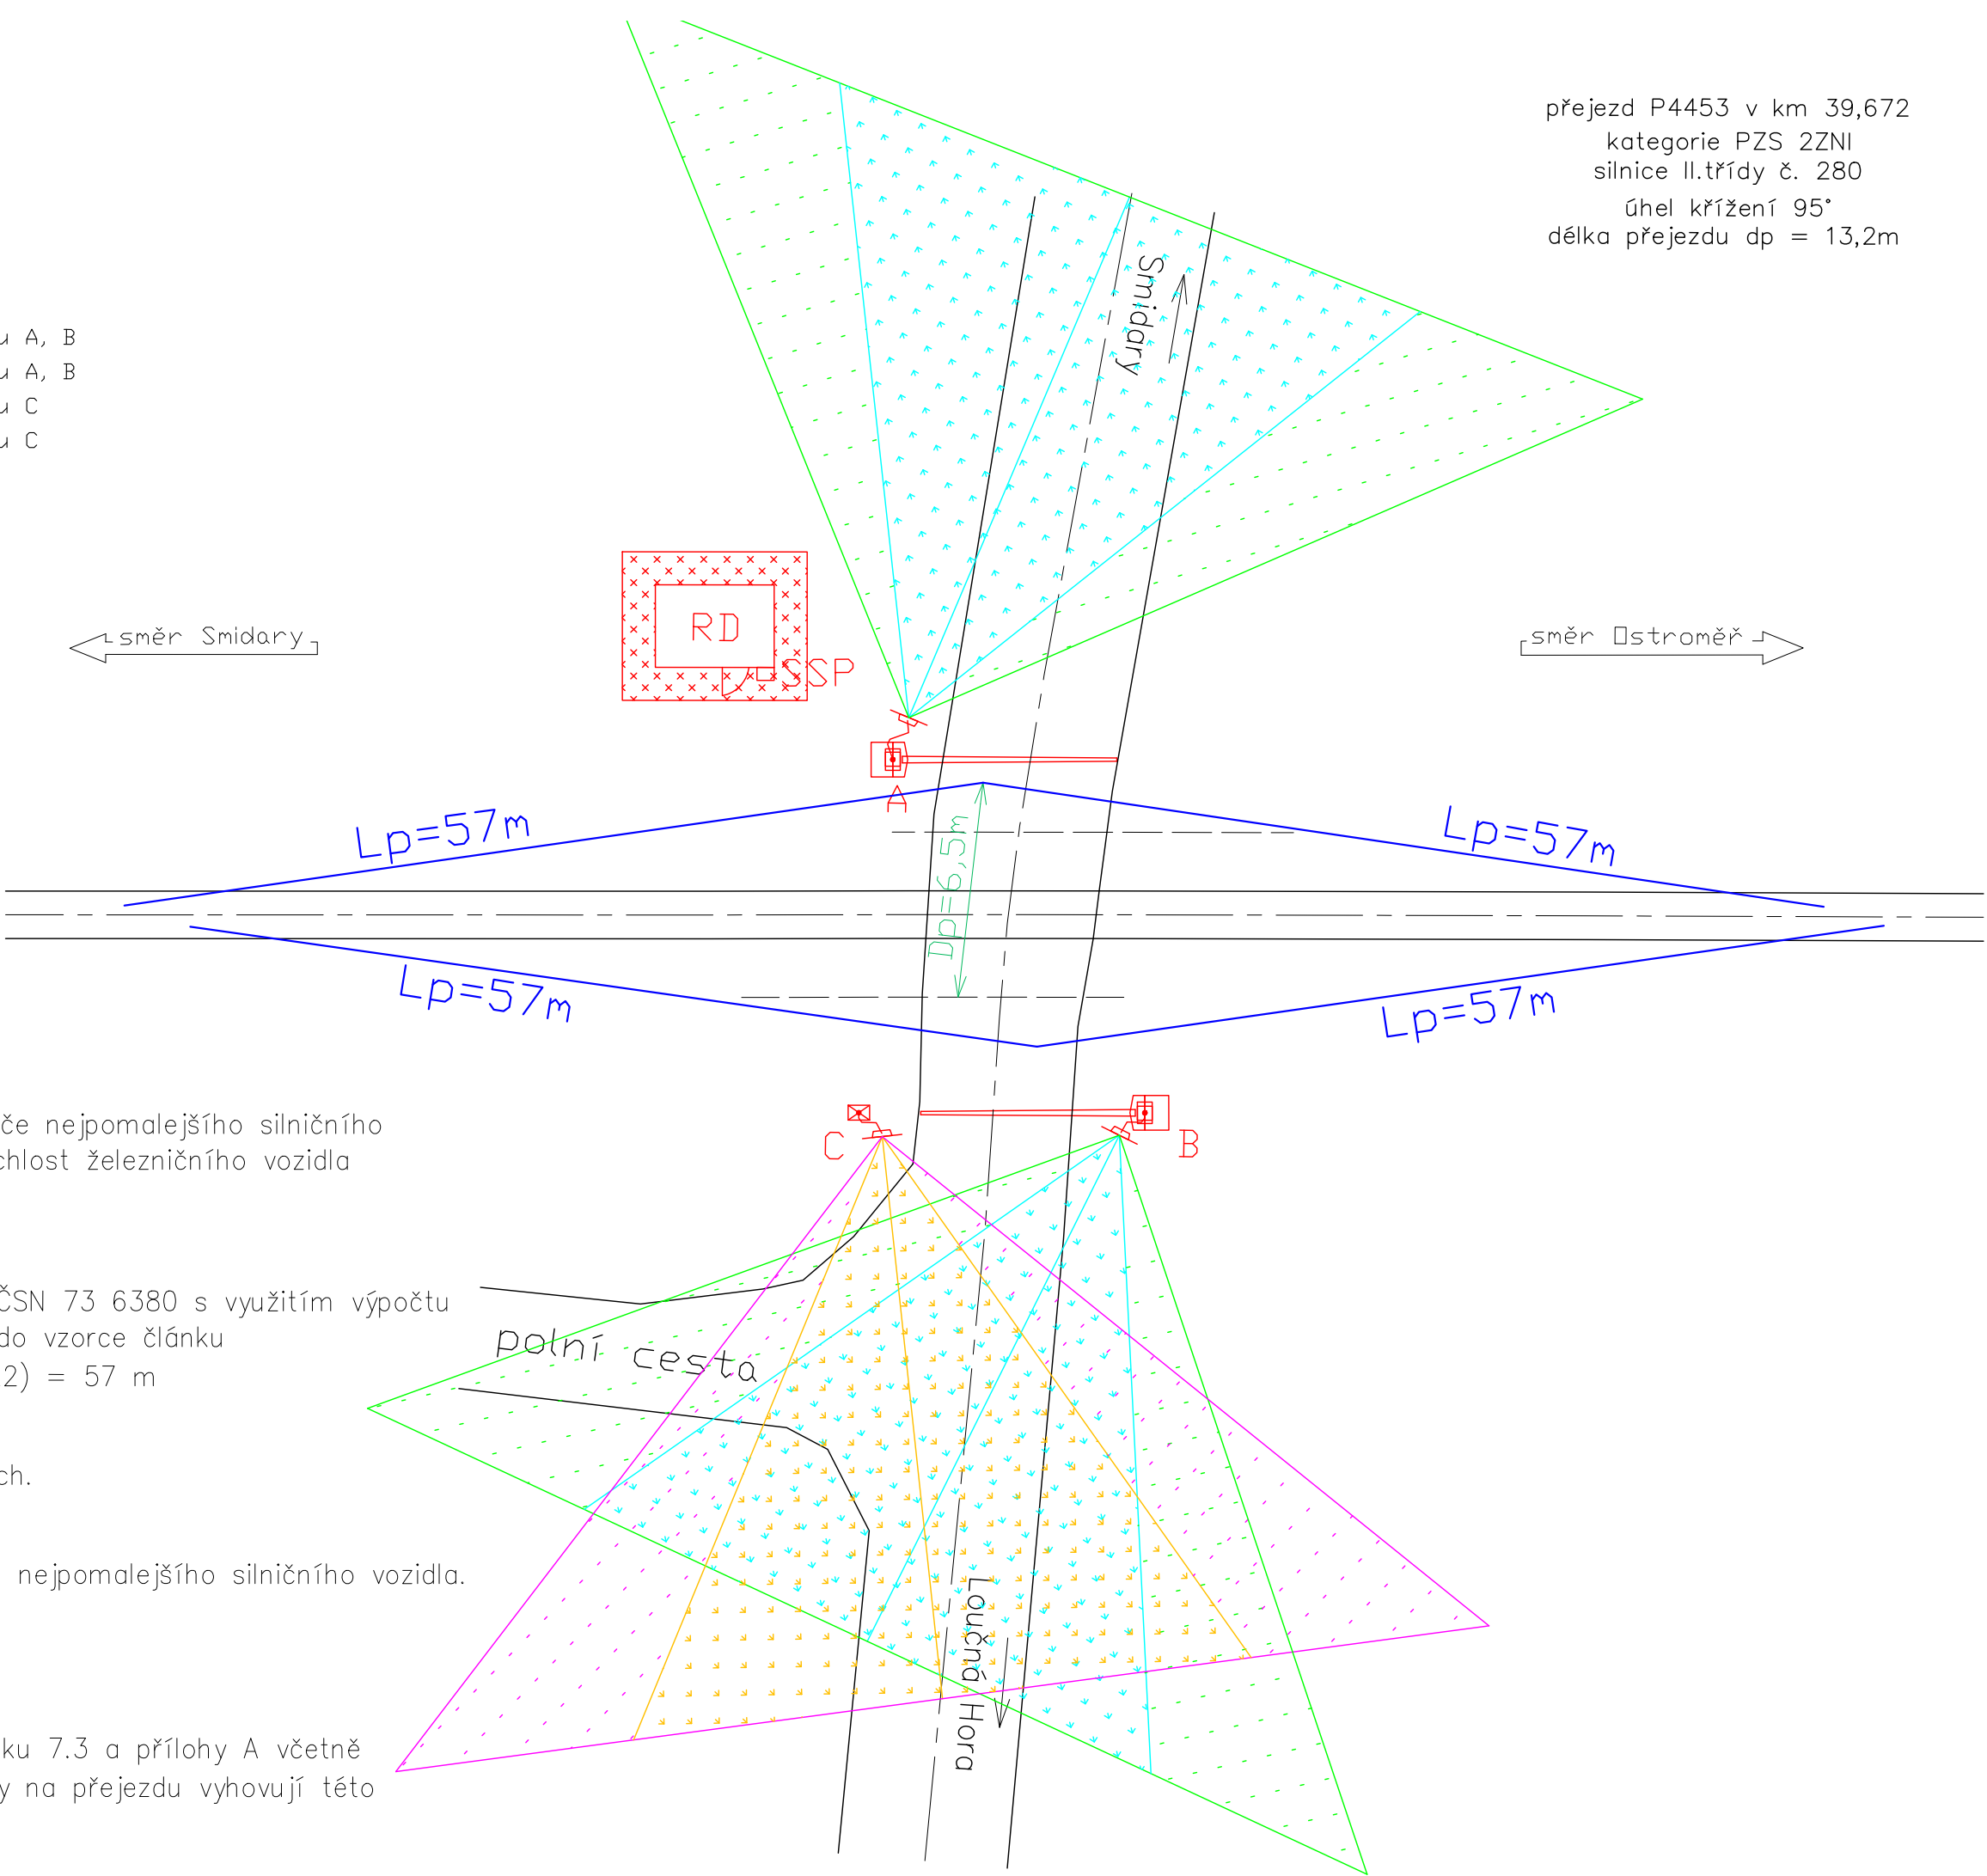 přejezd P4453 v km 39,672
kategorie PZS 2ZNI
silnice II.třídy č. 280
úhel křížení 95°
délka přejezdu dp = 13,2m
u A, B
u A, B
u C
u C
Smidary
směr Smidary
RD
SSP
směr Ostroměř
A
Lp=57m
Lp=57m
Dp=6,5m
Lp=57m
Lp=57m
če nejpomalejšího silničního
chlost železničního vozidla
C
B
ČSN 73 6380 s využitím výpočtu
do vzorce článku
2) = 57 m
polní cesta
ch.
nejpomalejšího silničního vozidla.
Loučná Hora
ku 7.3 a přílohy A včetně
y na přejezdu vyhovují této